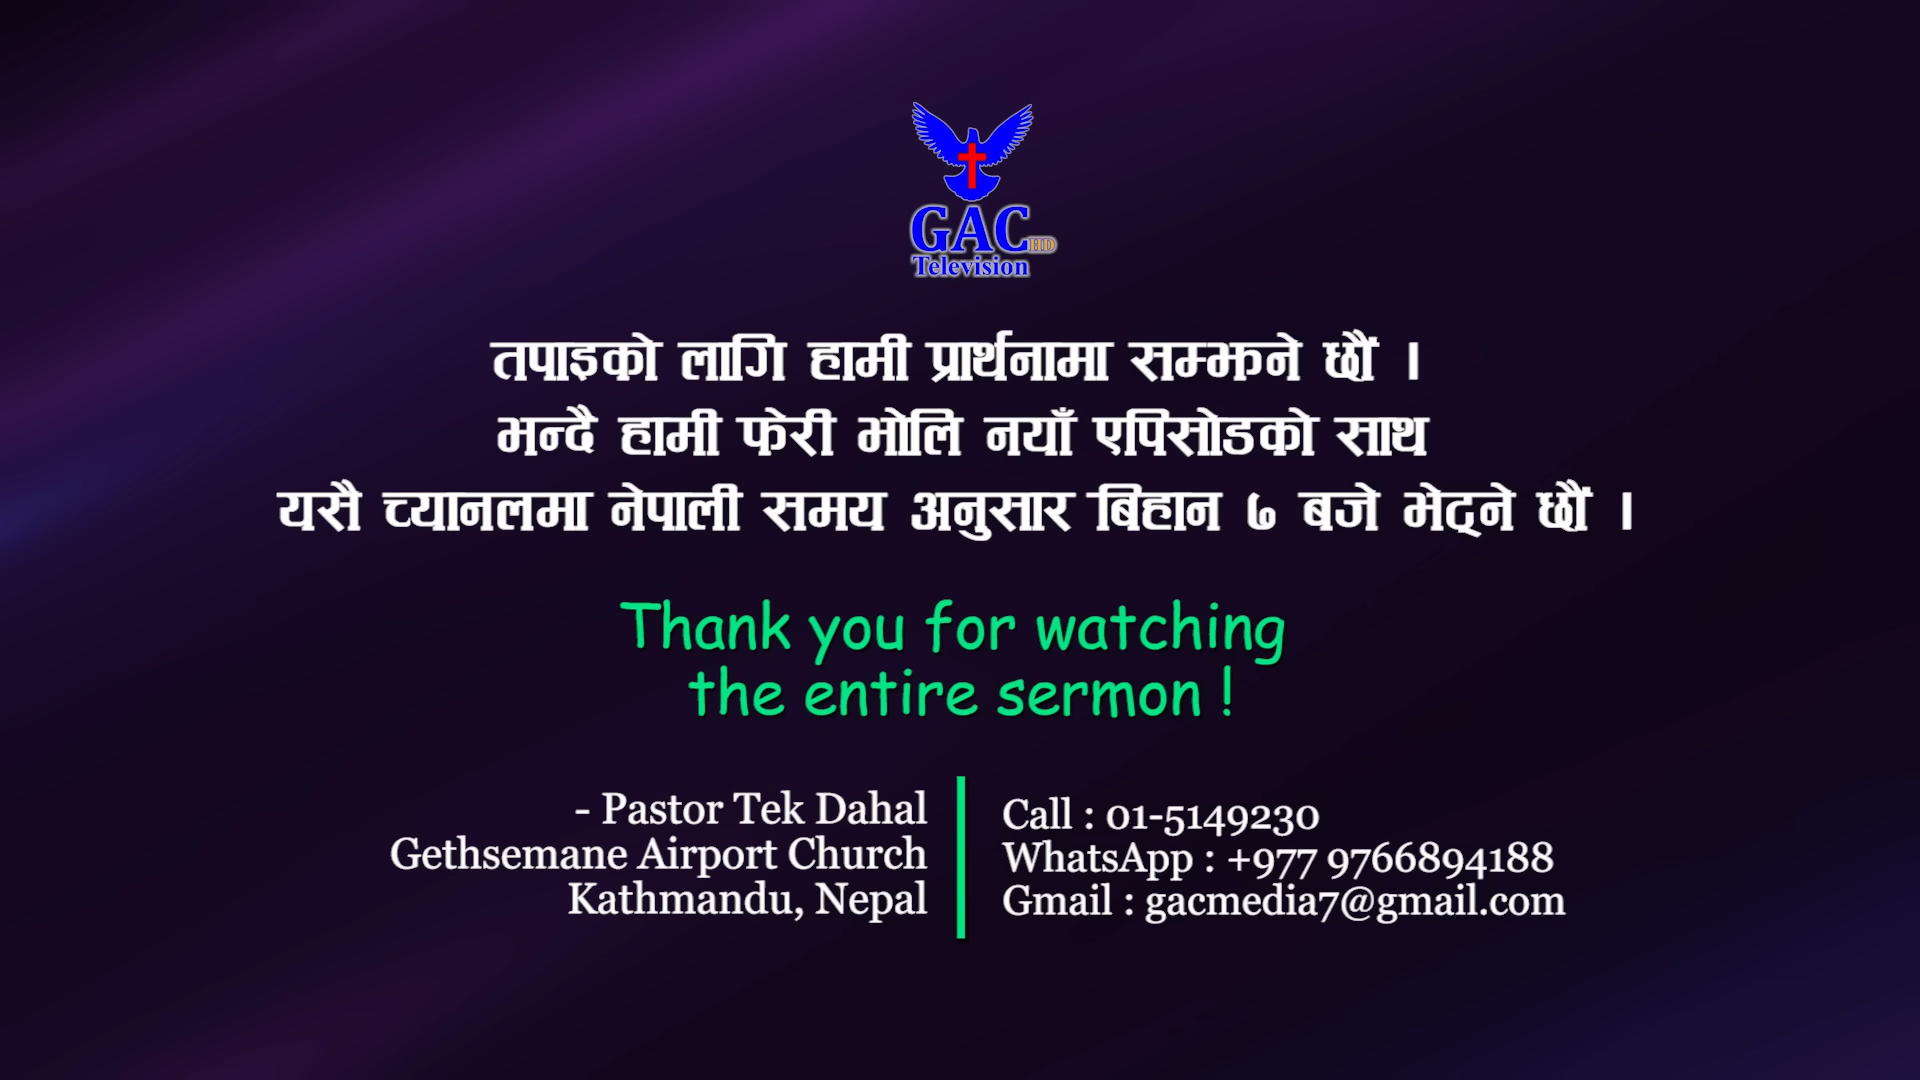 GAC HD
Television
तपाइको लागि हामी प्रार्थनामा सम्झने छौं ।
भन्दै हामी फेरी भोलि नयाँ एपिसोडको साथ
यसै च्यानलमा नेपाली समय अनुसार बिहान ७ बजे भेट्ने छौं ।
Thank you for watching
the entire sermon !
- Pastor Tek Dahal
Gethsemane Airport Church
Kathmandu, Nepal
Call : 01-5149230
WhatsApp : +977 9766894188
Gmail : gacmedia7@gmail.com